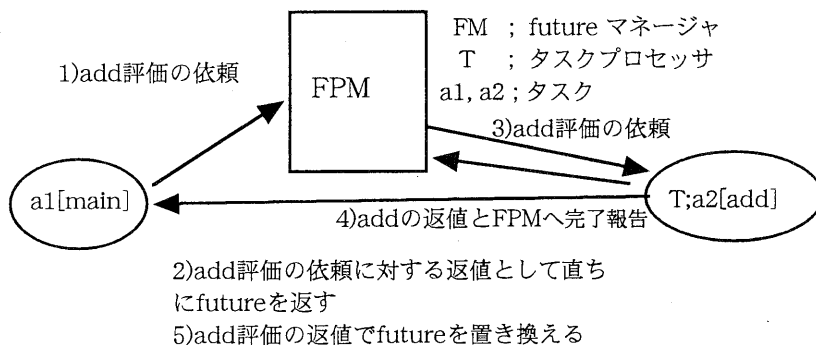 FM ; future マネージャ
T ; タスクプロセッサ
a1, a2 ; タスク
1)add評価の依頼
FPM
3)add評価の依頼
a1[main]
T;a2[add]
4)addの返値とFPMへ完了報告
2)add評価の依頼に対する返値として直ち
にfutureを返す
5)add評価の返値でfutureを置き換える